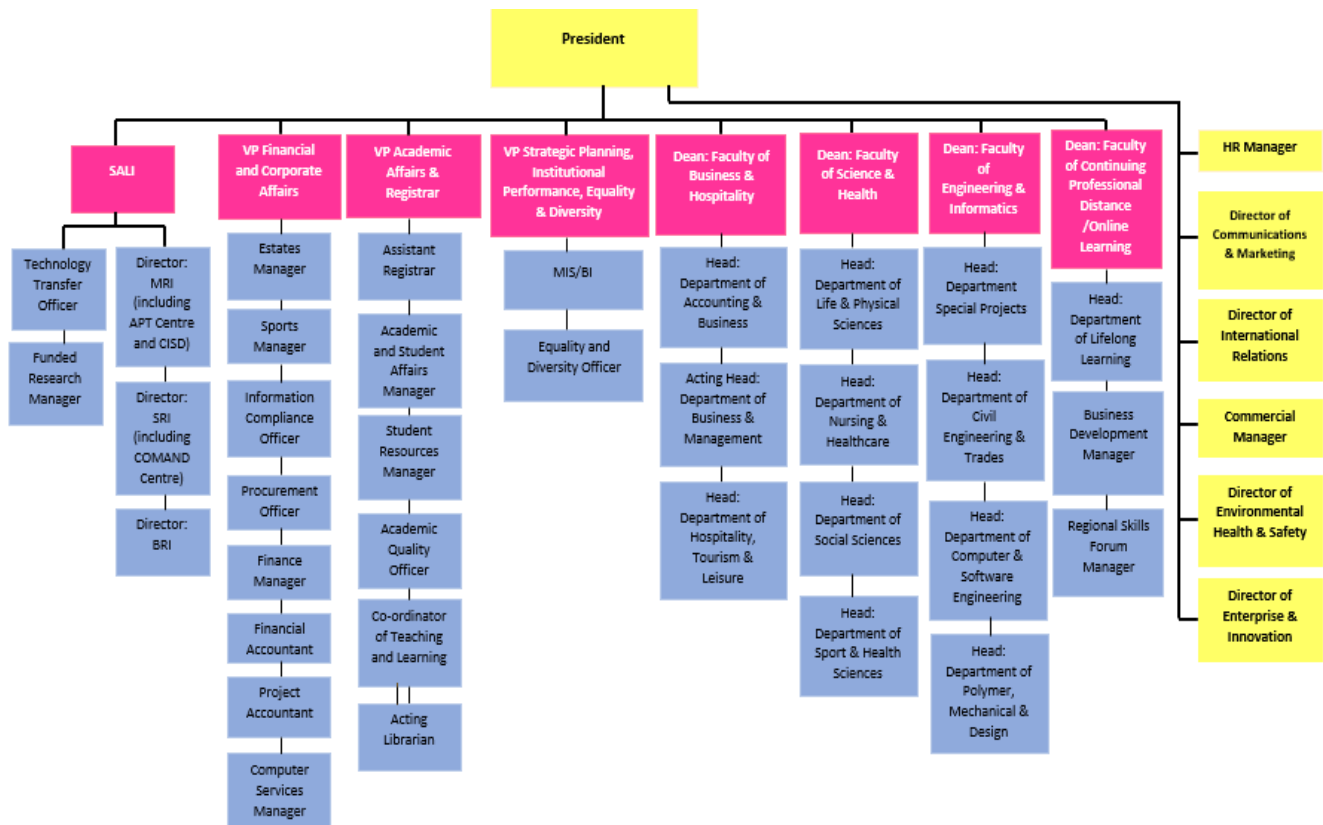 President
SALI
Technology
Transfer
Officer
Funded
Research
Manager
Director:
MRI
(including
APT Centre
and CISD)
Director:
SRI
(including
COMAND
Centre)
Director:
BRI
VP Financial
and Corporate
Affairs
Estates
Manager
Sports
Manager
Information
Compliance
Officer
Procurement
Officer
Finance
Manager
Financial
Accountant
Project
Accountant
Computer
Services
Manager
VP Academic
Affairs &
Registrar
Assistant
Registrar
Academic
and Student
Affairs
Manager
Student
Resources
Manager
Academic
Quality
Officer
Co-ordinator
of Teaching
and Learning
Acting
Librarian
VP Strategic Planning,
Institutional
Performance, Equality
& Diversity
MIS/BI
Equality and
Diversity Officer
Dean: Faculty of
Business &
Hospitality
Head:
Department of
Accounting &
Business
Acting Head:
Department of
Business &
Management
Head:
Department of
Hospitality,
Tourism &
Leisure
Dean: Faculty
of Science &
Health
Head:
Department of
Life & Physical
Sciences
Head:
Department of
Nursing &
Healthcare
Head:
Department of
Social Sciences
Head:
Department of
Sport & Health
Sciences
Dean: Faculty
of
Engineering &
Informatics
Head:
Department
Special Projects
Head:
Department of
Civil
Engineering &
Trades
Head:
Department of
Computer &
Software
Engineering
Head:
Department of
Polymer,
Mechanical &
Design
Dean: Faculty
of Continuing
Professional
Distance
/Online
Learning
Head:
Department
of Lifelong
Learning
Business
Development
Manager
Regional Skills
Forum
Manager
HR Manager
Director of
Communications
& Marketing
Director of
International
Relations
Commercial
Manager
Director of
Environmental
Health & Safety
Director of
Enterprise &
Innovation